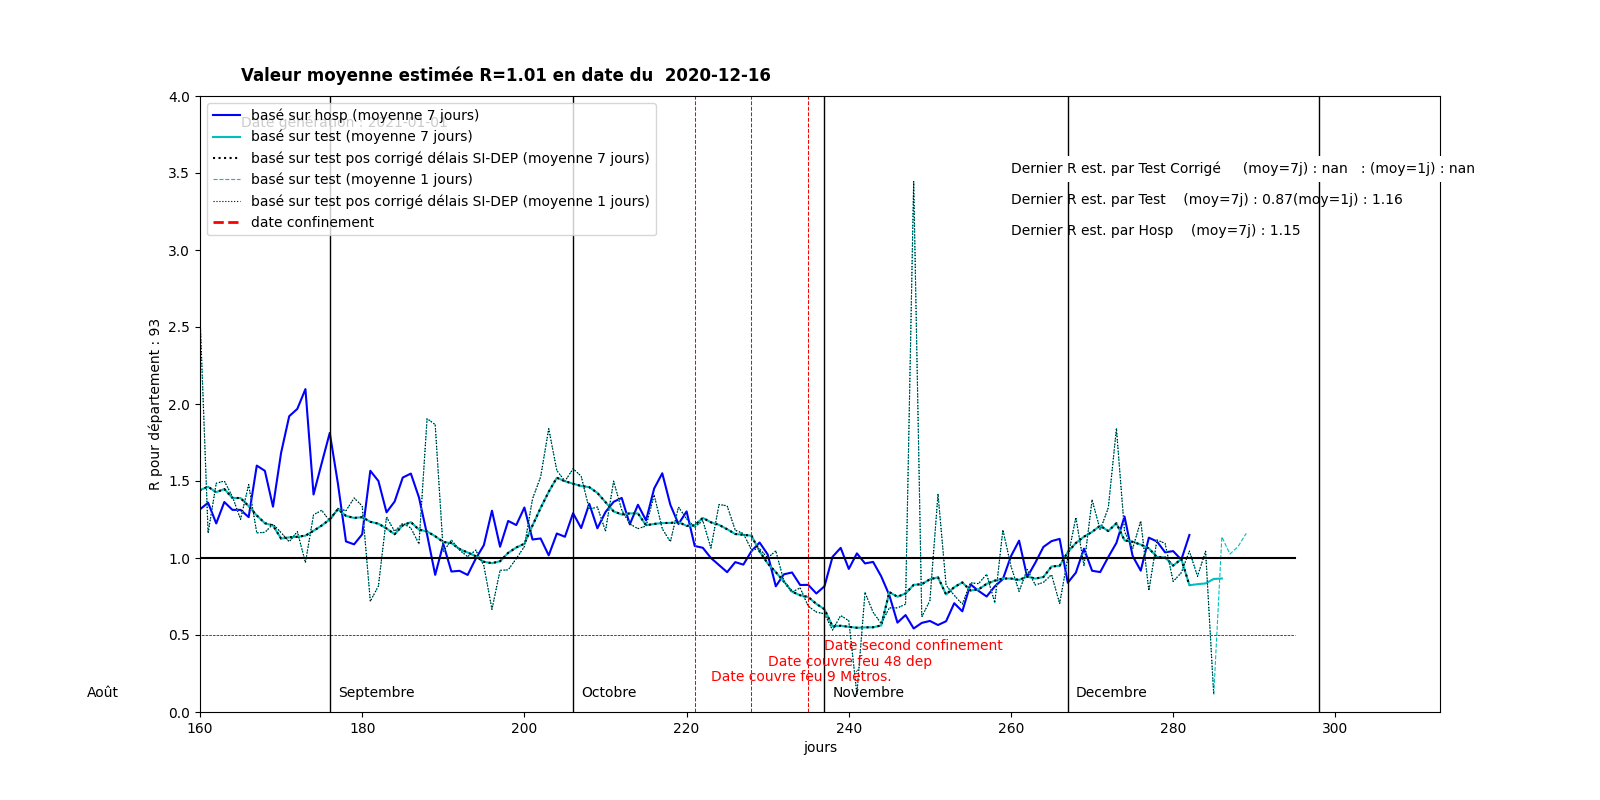 Valeur moyenne estimée R=1.01 en date du  2020-12-16
4.0
basé sur hosp (moyenne 7 jours)
Date génération : 2021-01-01
basé sur test (moyenne 7 jours)
basé sur test pos corrigé délais SI-DEP (moyenne 7 jours)
basé sur test (moyenne 1 jours)
basé sur test pos corrigé délais SI-DEP (moyenne 1 jours)
date confinement
Dernier R est. par Test Corrigé     (moy=7j) : nan   : (moy=1j) : nan
Dernier R est. par Test    (moy=7j) : 0.87(moy=1j) : 1.16
Dernier R est. par Hosp    (moy=7j) : 1.15
3.5
3.0
2.5
2.0
1.5
1.0
0.5
0.0
R pour département : 93
Date second confinement
Date couvre feu 48 dep
Date couvre feu 9 Métros.
Août Septembre Octobre Novembre Decembre
160 180 200 220 240 260 280 300
jours